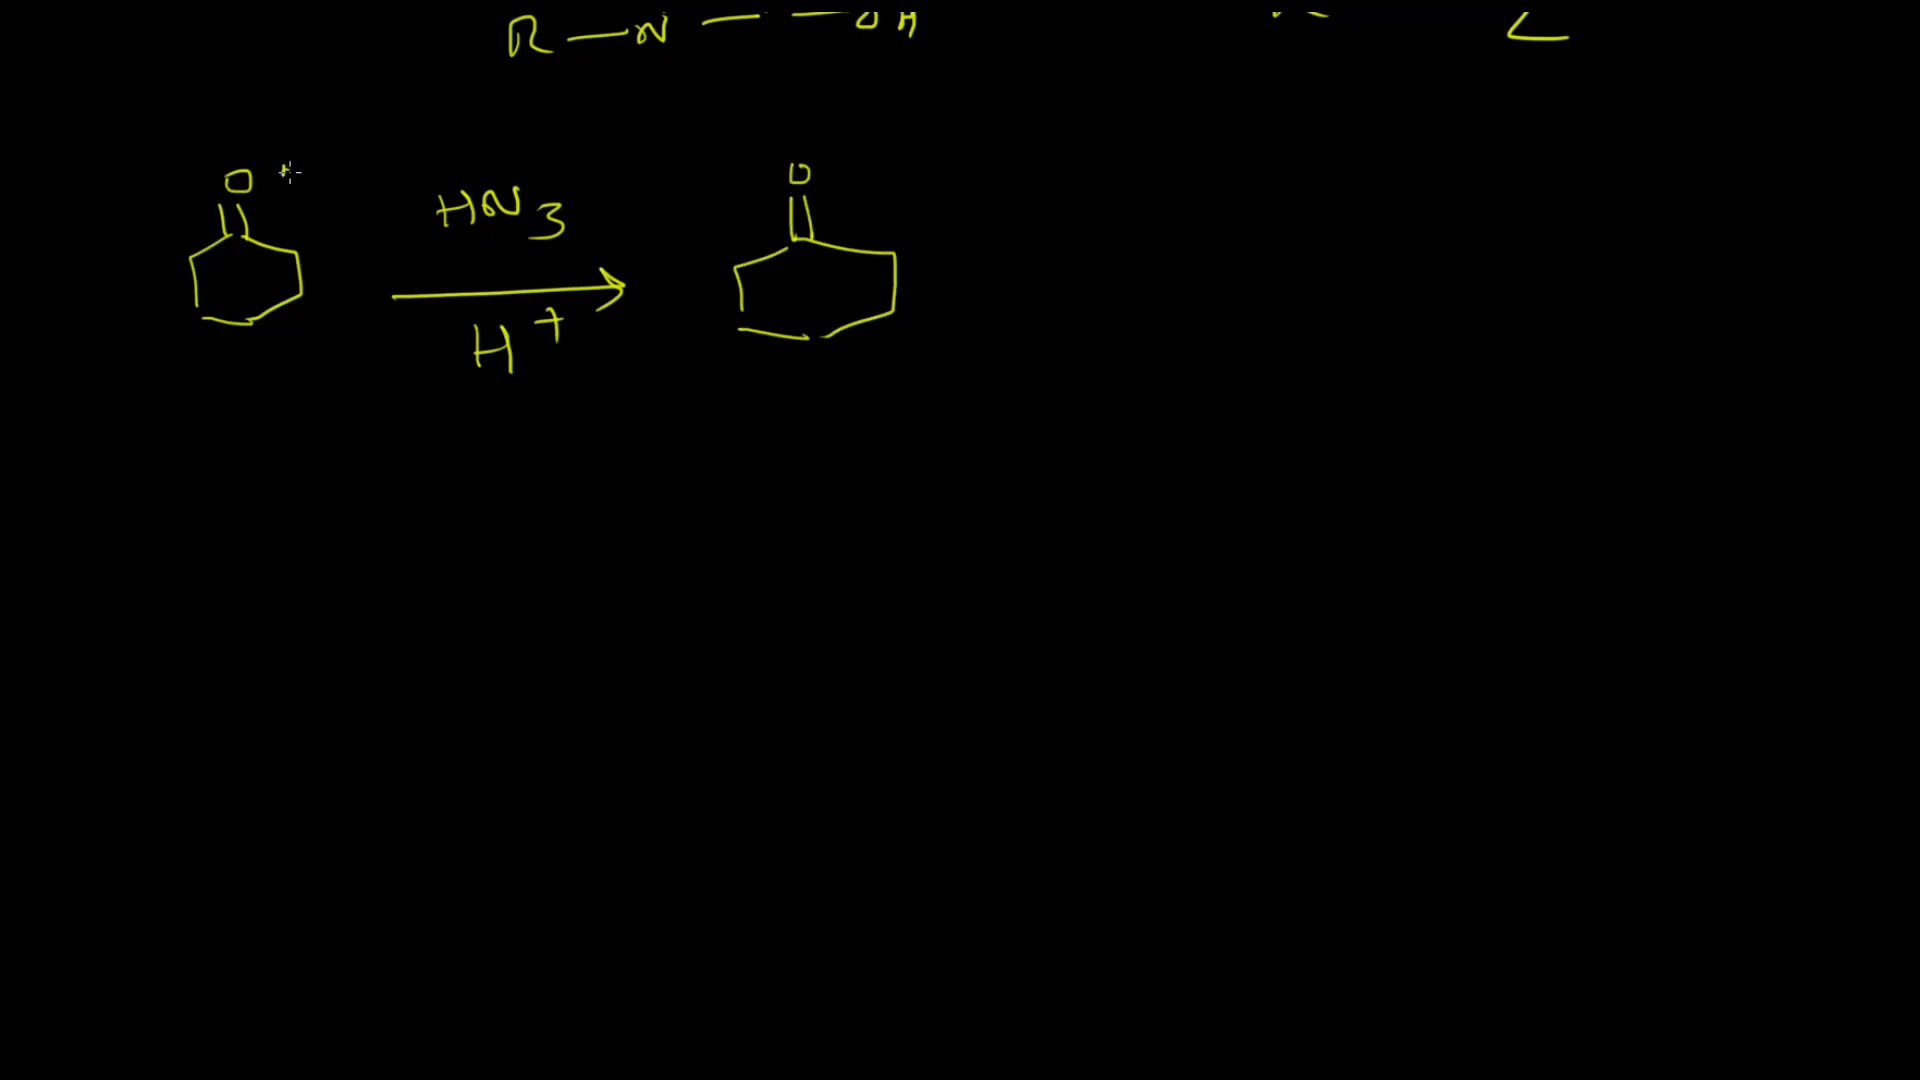 R — N — — OH
O
HN3
O
H+